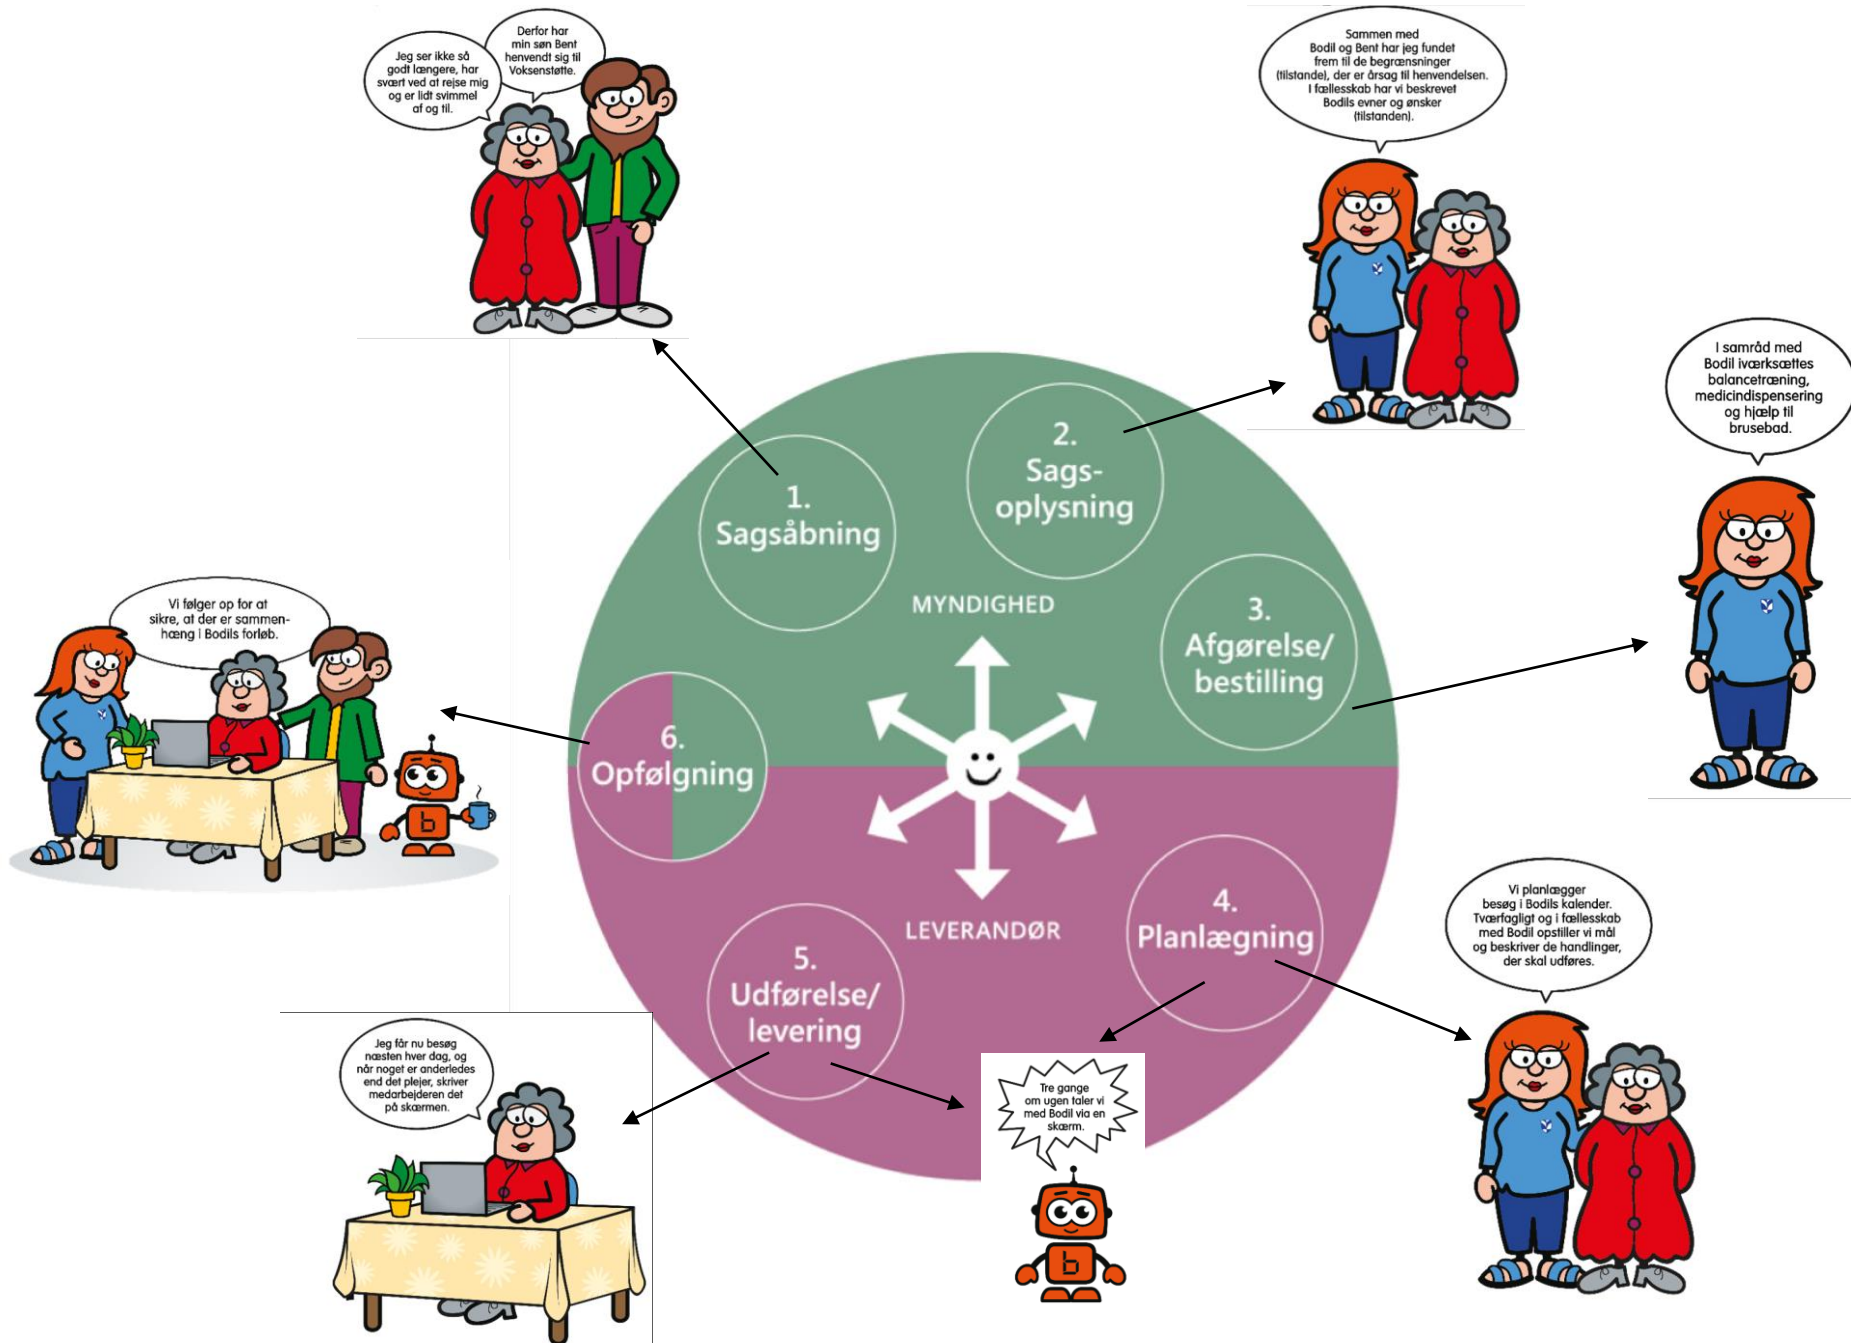 Jeg ser ikke så
godt længere, har
svært ved at rejse mig
og er lidt svimmel
af og til.
Derfor har
min søn Bent
henvendt sig til
Voksenstøtte.
Sammen med
Bodil og Bent har jeg fundet
frem til de begrænsninger
(tilstande), der er årsag til henvendelsen.
I fællesskab har vi beskrevet
Bodils evner og ønsker
(tilstanden).
I samråd med
Bodil iværksættes
balancetræning,
medicindispensering
og hjælp til
brusebad.
1.
Sagsåbning
2.
Sags-
oplysning
3.
Afgørelse/
bestilling
MYNDIGHED
Vi følger op for at
sikre, at der er sammen-
hæng i Bodils forløb.
b
6.
Opfølgning
LEVERANDØR
4.
Planlægning
5.
Udførelse/
levering
Vi planlægger
besøg i Bodils kalender.
Tværfagligt og i fællesskab
med Bodil opstiller vi mål
og beskriver de handlinger,
der skal udføres.
Jeg får nu besøg
næsten hver dag, og
når noget er anderledes
end det plejer, skriver
medarbejderen det
på skærmen.
Tre gange
om ugen taler vi
med Bodil via en
skærm.
b